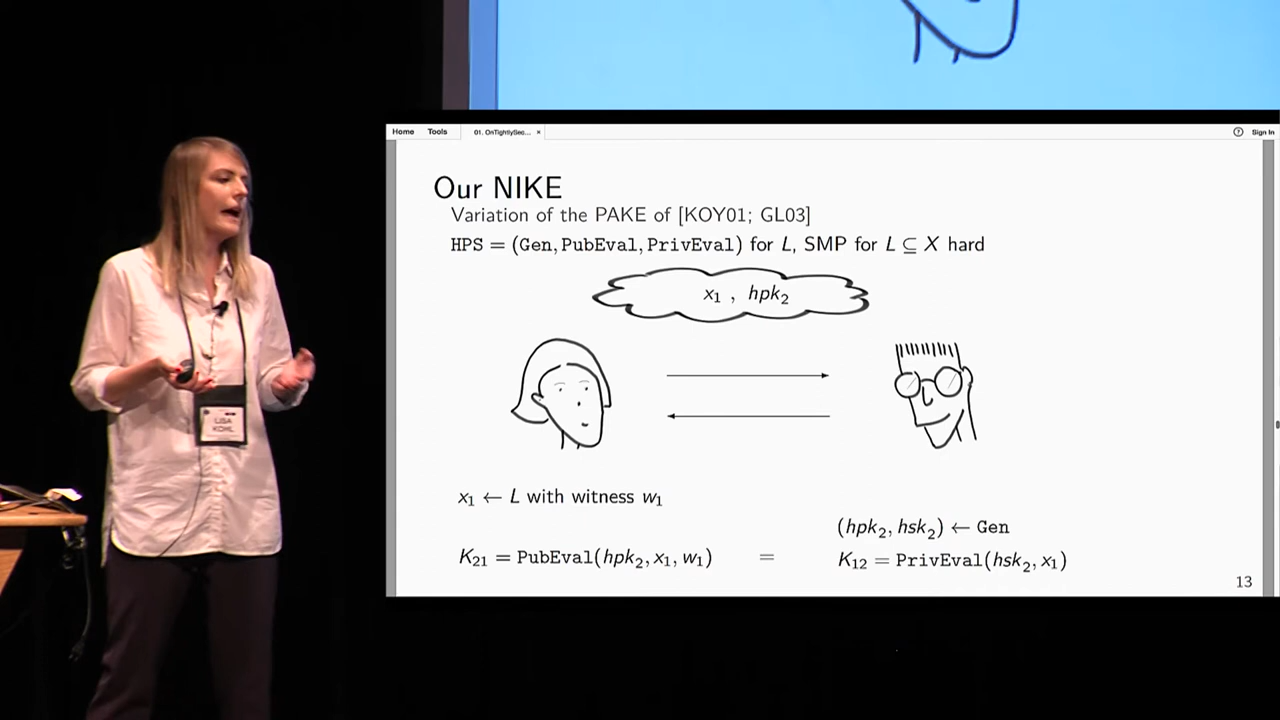 Home Tools 01. OnTightlySec... × ? Sign In
Our NIKE
Variation of the PAKE of [KOY01; GL03]
HPS = (Gen, PubEval, PrivEval) for L, SMP for L ⊆ X hard
x₁ , hpk₂
x₁ ← L with witness w₁
(hpk₂, hsk₂) ← Gen
K₂₁ = PubEval(hpk₂, x₁, w₁) = K₁₂ = PrivEval(hsk₂, x₁)
13
LISA
KOHL